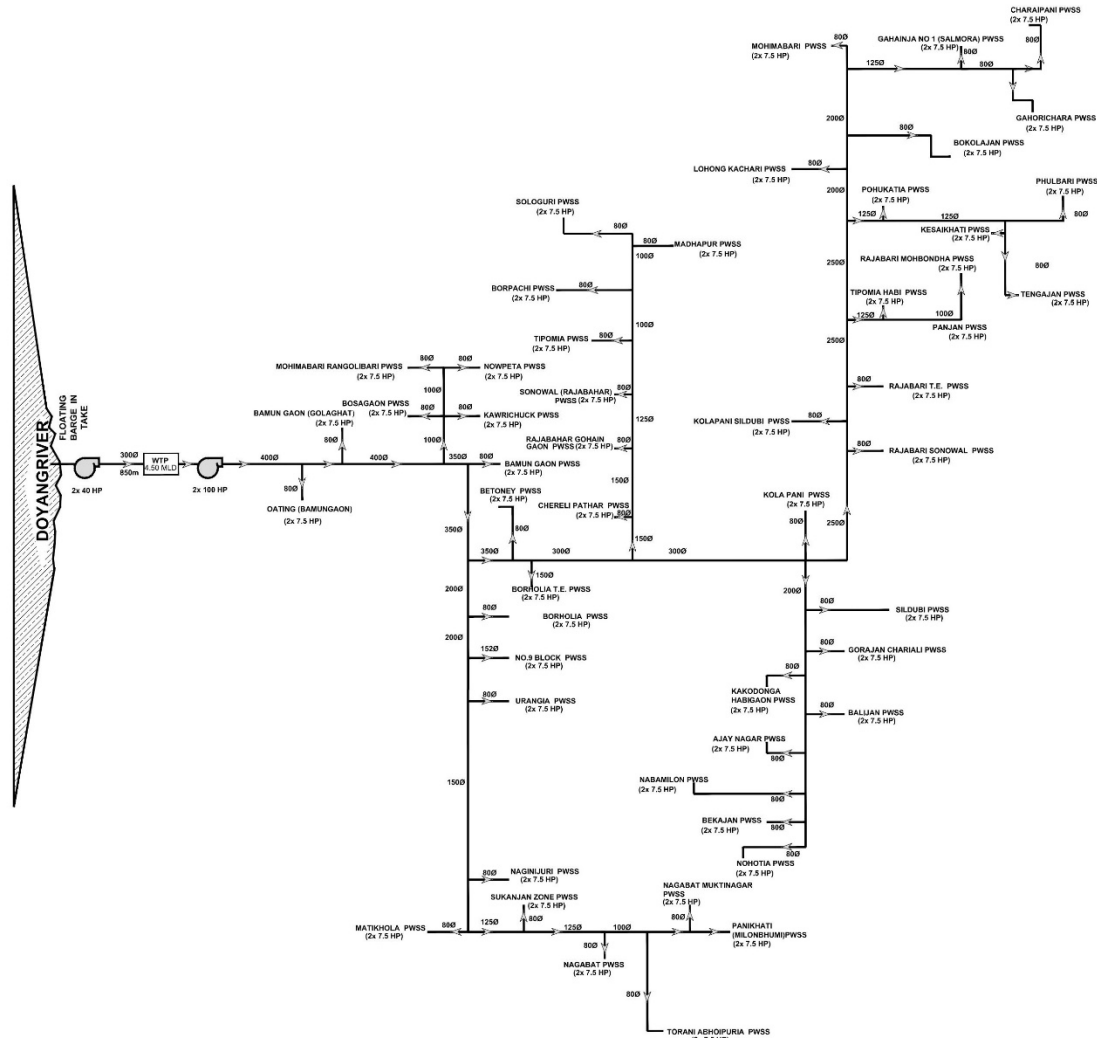 CHARAIPANI PWSS
(2x 7.5 HP)
80Ø
MOHIMABARI  PWSS
(2x 7.5 HP)
80Ø
GAHAINJA NO 1 (SALMORA) PWSS
(2x 7.5 HP)
80Ø
80Ø
125Ø
80Ø
GAHORICHARA PWSS
(2x 7.5 HP)
200Ø
80Ø
BOKOLAJAN PWSS
(2x 7.5 HP)
LOHONG KACHARI PWSS
(2x 7.5 HP)
80Ø
200Ø
POHUKATIA PWSS
(2x 7.5 HP)
PHULBARI PWSS
(2x 7.5 HP)
125Ø
125Ø
80Ø
KESAIKHATI PWSS
(2x 7.5 HP)
80Ø
TENGAJAN PWSS
(2x 7.5 HP)
250Ø
RAJABARI MOHBONDHA PWSS
(2x 7.5 HP)
TIPOMIA HABI PWSS
(2x 7.5 HP)
125Ø
100Ø
PANJAN PWSS
(2x 7.5 HP)
250Ø
80Ø
RAJABARI T.E.  PWSS
(2x 7.5 HP)
KOLAPANI SILDUBI  PWSS
(2x 7.5 HP)
80Ø
80Ø
RAJABARI SONOWAL  PWSS
(2x 7.5 HP)
SOLOGURI PWSS
(2x 7.5 HP)
80Ø
80Ø
MADHAPUR PWSS
(2x 7.5 HP)
100Ø
BORPACHI PWSS
(2x 7.5 HP)
80Ø
100Ø
TIPOMIA PWSS
(2x 7.5 HP)
80Ø
SONOWAL (RAJABAHAR)
PWSS
(2x 7.5 HP)
80Ø
125Ø
RAJABAHAR GOHAIN
GAON  PWSS
(2x 7.5 HP)
80Ø
150Ø
CHERELI PATHAR  PWSS
(2x 7.5 HP)
80Ø
150Ø
MOHIMABARI RANGOLIBARI  PWSS
(2x 7.5 HP)
80Ø
80Ø
NOWPETA PWSS
(2x 7.5 HP)
100Ø
BOSAGAON PWSS
(2x 7.5 HP)
80Ø
80Ø
KAWRICHUCK PWSS
(2x 7.5 HP)
100Ø
BAMUN GAON (GOLAGHAT)
(2x 7.5 HP)
80Ø
DOYANGRIVER
FLOATING
BARGE IN
TAKE
300Ø
850m
2x 40 HP
WTP
4.50 MLD
2x 100 HP
400Ø
400Ø
350Ø
80Ø
BAMUN GAON PWSS
(2x 7.5 HP)
80Ø
OATING (BAMUNGAON)
(2x 7.5 HP)
BETONEY  PWSS
(2x 7.5 HP)
80Ø
350Ø
350Ø
300Ø
300Ø
150Ø
BORHOLIA T.E. PWSS
(2x 7.5 HP)
KOLA PANI  PWSS
(2x 7.5 HP)
80Ø
250Ø
200Ø
200Ø
80Ø
BORHOLIA  PWSS
(2x 7.5 HP)
200Ø
152Ø
NO.9 BLOCK  PWSS
(2x 7.5 HP)
80Ø
URANGIA  PWSS
(2x 7.5 HP)
150Ø
80Ø
SILDUBI PWSS
(2x 7.5 HP)
80Ø
GORAJAN CHARIALI PWSS
(2x 7.5 HP)
80Ø
KAKODONGA
HABIGAON PWSS
(2x 7.5 HP)
80Ø
BALIJAN PWSS
(2x 7.5 HP)
AJAY NAGAR PWSS
(2x 7.5 HP)
80Ø
NABAMILON  PWSS
(2x 7.5 HP)
80Ø
BEKAJAN PWSS
(2x 7.5 HP)
80Ø
NOHOTIA PWSS
(2x 7.5 HP)
80Ø
80Ø
NAGINIJURI  PWSS
(2x 7.5 HP)
MATIKHOLA  PWSS
(2x 7.5 HP)
80Ø
125Ø
SUKANJAN ZONE PWSS
(2x 7.5 HP)
80Ø
125Ø
100Ø
80Ø
NAGABAT PWSS
(2x 7.5 HP)
NAGABAT MUKTINAGAR
PWSS
(2x 7.5 HP)
80Ø
80Ø
PANIKHATI
(MILONBHUMI)PWSS
(2x 7.5 HP)
80Ø
TORANI ABHOIPURIA  PWSS